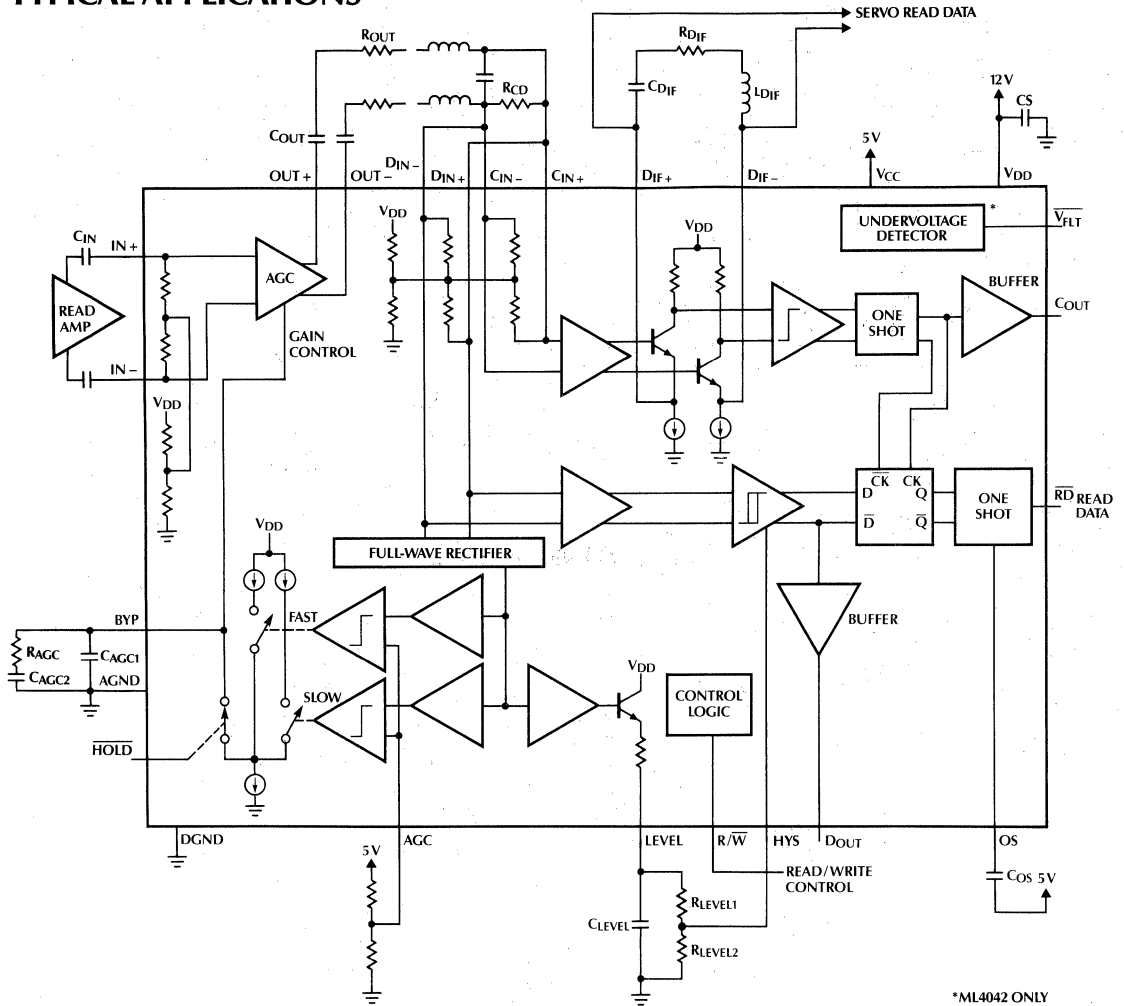 TYPICAL APPLICATIONS
SERVO READ DATA
ROUT
RDIF
CDIF
LDIF
RCD
12V
CS
5V
COUT
DIN−
OUT+
OUT−
DIN+
CIN−
CIN+
DIF+
DIF−
VCC
VDD
VDD
VDD
UNDERVOLTAGE
DETECTOR
*
VFLT
CIN
IN+
AGC
READ
AMP
GAIN
CONTROL
IN−
VDD
ONE
SHOT
BUFFER
COUT
CK
CK
D
Q
D
Q
ONE
SHOT
RD READ
DATA
VDD
FULL-WAVE RECTIFIER
BUFFER
BYP
FAST
RAGC
CAGC1
CAGC2
AGND
SLOW
VDD
CONTROL
LOGIC
HOLD
DGND
AGC
LEVEL
R/W
HYS
DOUT
OS
5V
READ/WRITE
CONTROL
COS
5V
CLEVEL
RLEVEL1
RLEVEL2
*ML4042 ONLY